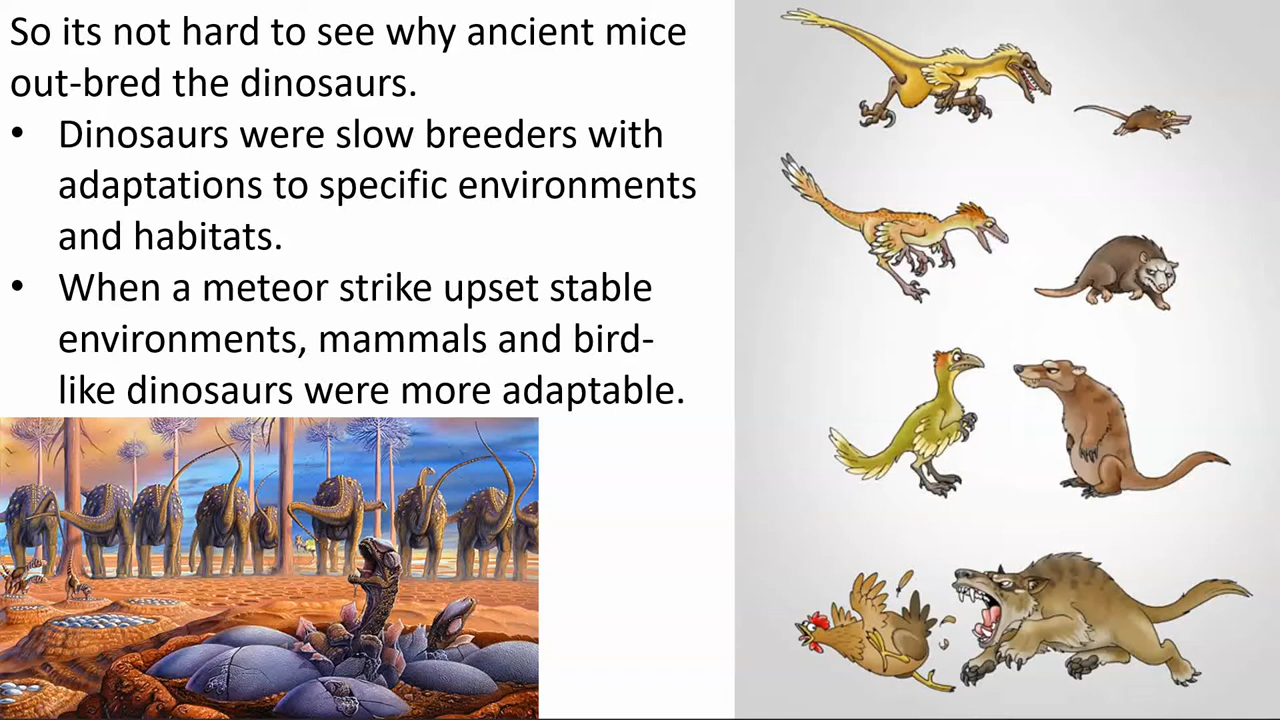 So its not hard to see why ancient mice
out-bred the dinosaurs.
• Dinosaurs were slow breeders with
adaptations to specific environments
and habitats.
• When a meteor strike upset stable
environments, mammals and bird-
like dinosaurs were more adaptable.